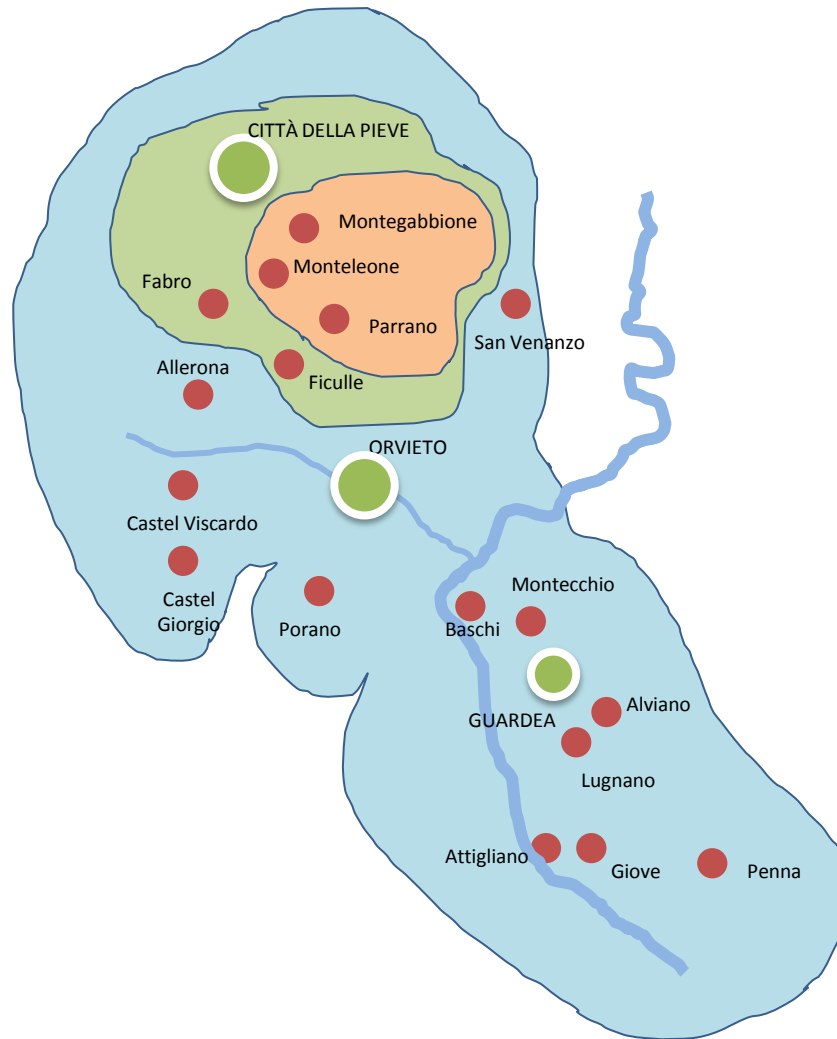 CITTÀ DELLA PIEVE
Montegabbione
Monteleone
Fabro
Parrano
San Venanzo
Allerona
Ficulle
ORVIETO
Castel Viscardo
Montecchio
Castel
Giorgio
Porano
Baschi
Alviano
GUARDEA
Lugnano
Attigliano
Giove
Penna